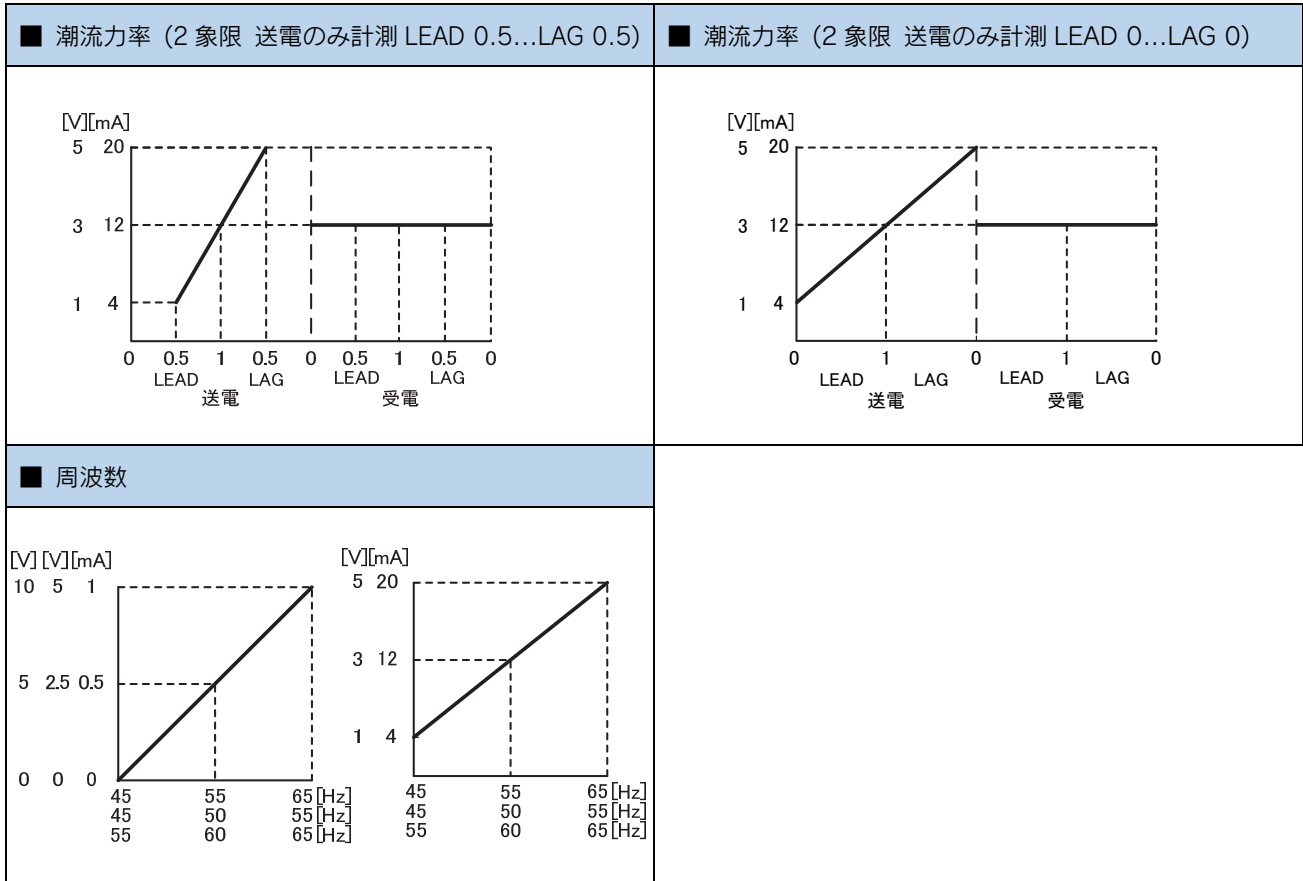 ■ 潮流力率 (2 象限 送電のみ計測 LEAD 0.5…LAG 0.5)
[V][mA]
5 20
3 12
1 4
0 0.5 1 0.5 0 0.5 1 0.5 0
LEAD LAG LEAD LAG
送電 受電
■ 潮流力率 (2 象限 送電のみ計測 LEAD 0…LAG 0)
[V][mA]
5 20
3 12
1 4
0 1 0 1 0
LEAD LAG LEAD LAG
送電 受電
■ 周波数
[V] [V] [mA]
10 5 1
5 2.5 0.5
0 0 0
45 55 65 [Hz]
45 50 55 [Hz]
55 60 65 [Hz]
[V][mA]
5 20
3 12
1 4
45 55 65 [Hz]
45 50 55 [Hz]
55 60 65 [Hz]